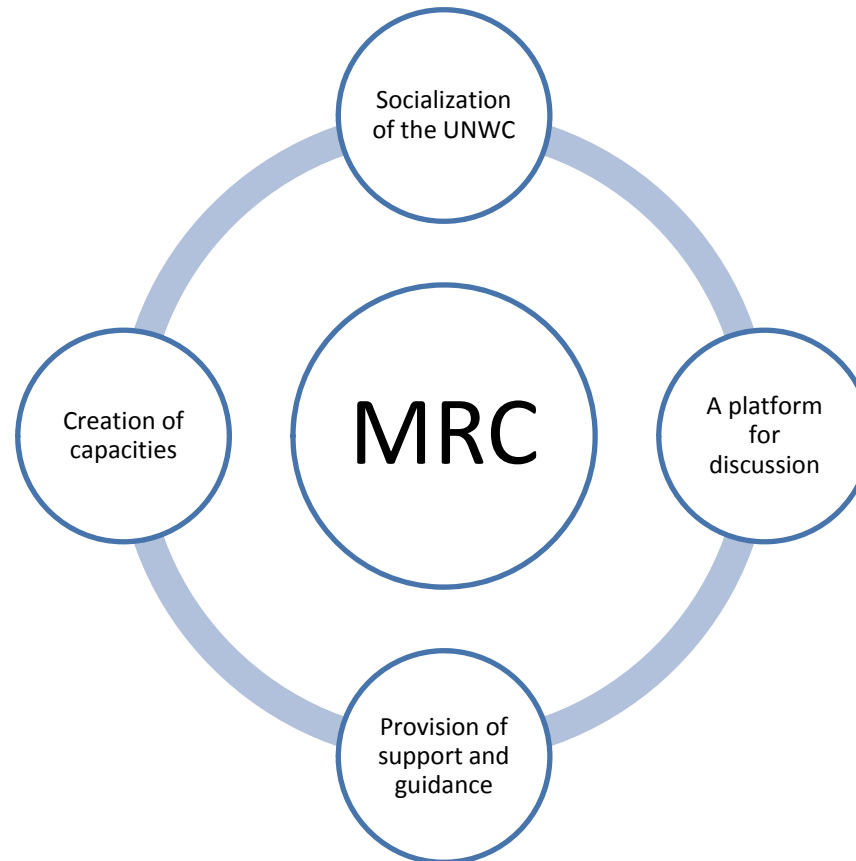 Socialization
of the UNWC
Creation of
capacities
MRC
A platform
for
discussion
Provision of
support and
guidance